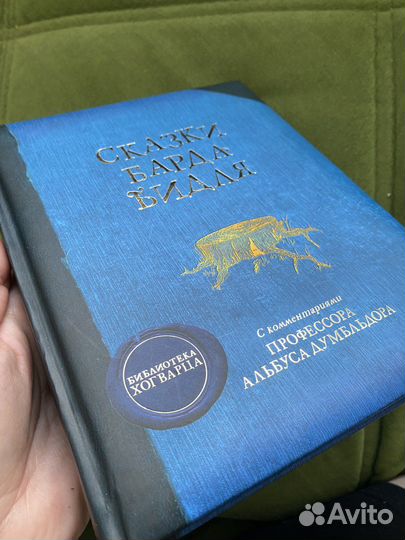 СКАЗКИ
БАРДА
БИДЛЯ
С комментариями
ПРОФЕССОРА
АЛЬБУСА ДУМБЛЬДОРА
БИБЛИОТЕКА
ХОГВАРЦА
Avito